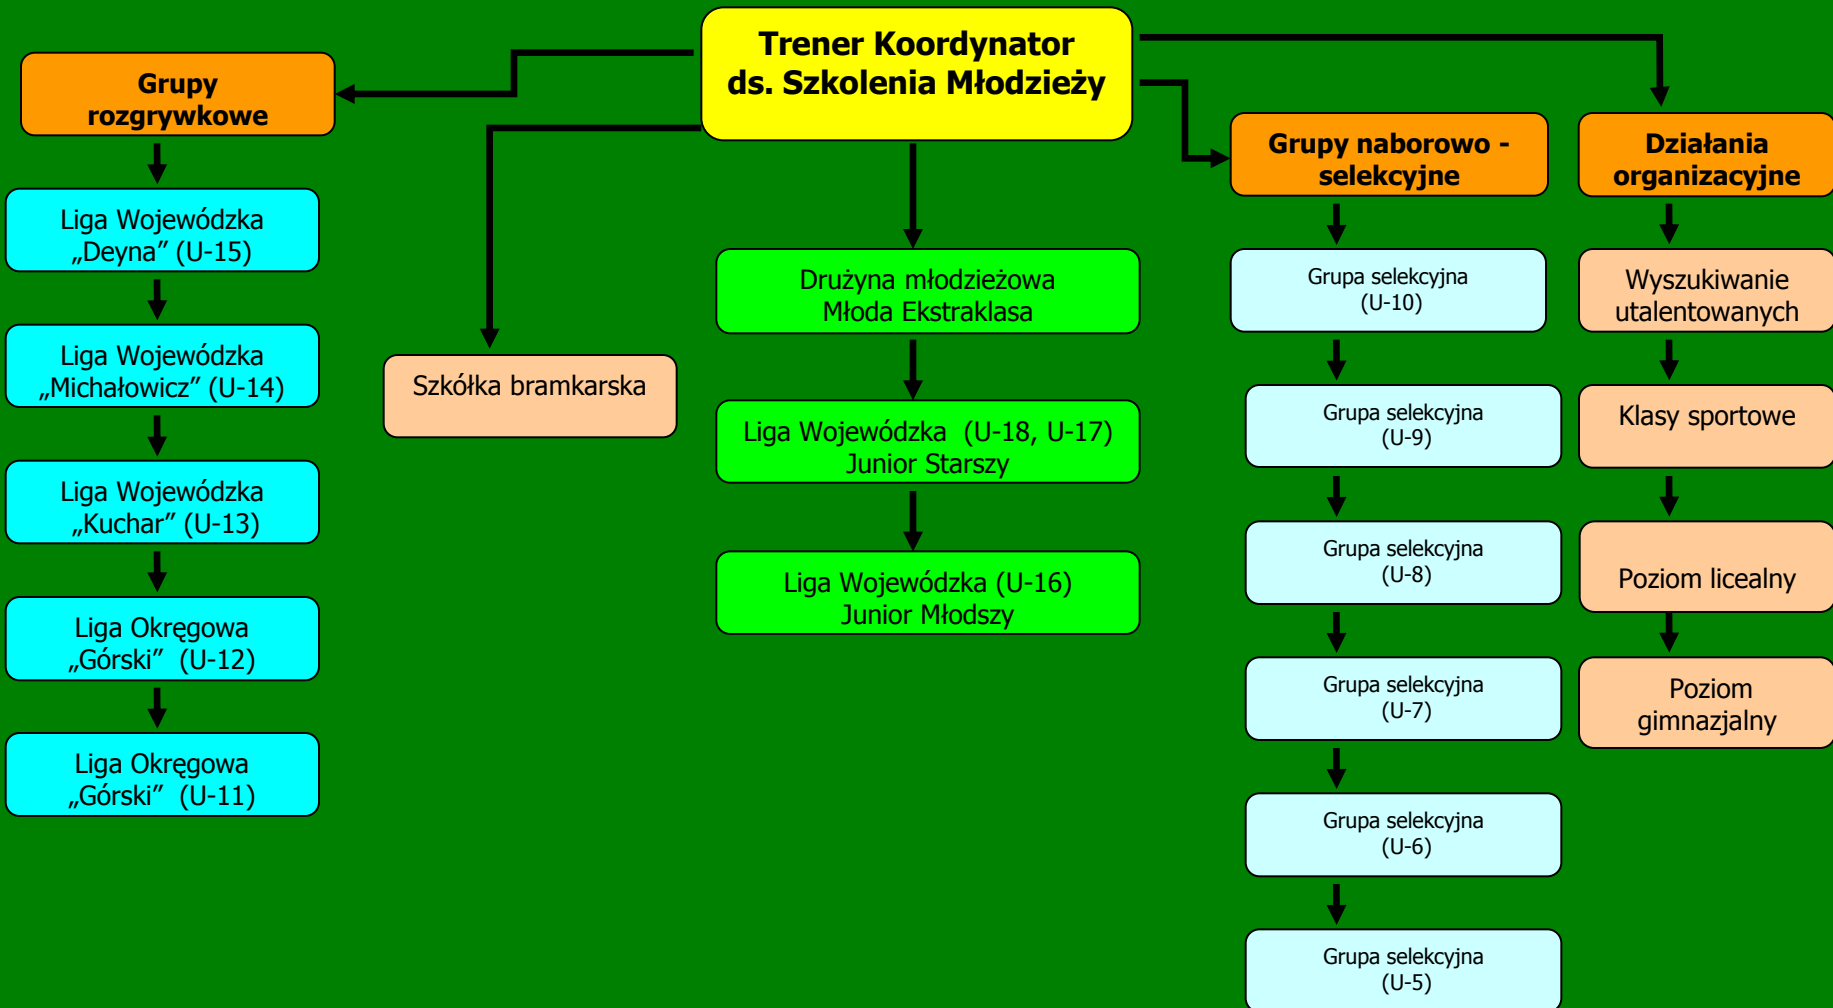 Trener Koordynator
ds. Szkolenia Młodzieży
Grupy
rozgrywkowe
Liga Wojewódzka
„Deyna” (U-15)
Liga Wojewódzka
„Michałowicz” (U-14)
Liga Wojewódzka
„Kuchar” (U-13)
Liga Okręgowa
„Górski” (U-12)
Liga Okręgowa
„Górski” (U-11)
Szkółka bramkarska
Drużyna młodzieżowa
Młoda Ekstraklasa
Liga Wojewódzka (U-18, U-17)
Junior Starszy
Liga Wojewódzka (U-16)
Junior Młodszy
Grupy naborowo -
selekcyjne
Grupa selekcyjna
(U-10)
Grupa selekcyjna
(U-9)
Grupa selekcyjna
(U-8)
Grupa selekcyjna
(U-7)
Grupa selekcyjna
(U-6)
Grupa selekcyjna
(U-5)
Działania
organizacyjne
Wyszukiwanie
utalentowanych
Klasy sportowe
Poziom licealny
Poziom
gimnazjalny